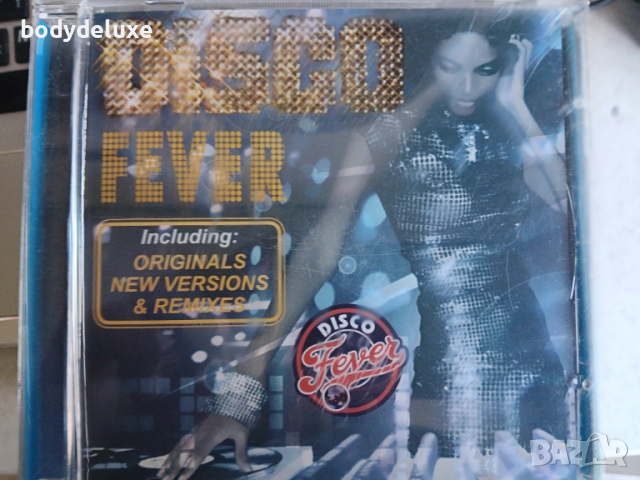 bodydeluxe
DISCO
FEVER
Including:
ORIGINALS
NEW VERSIONS
& REMIXES
DISCO
Fever
BAZAR